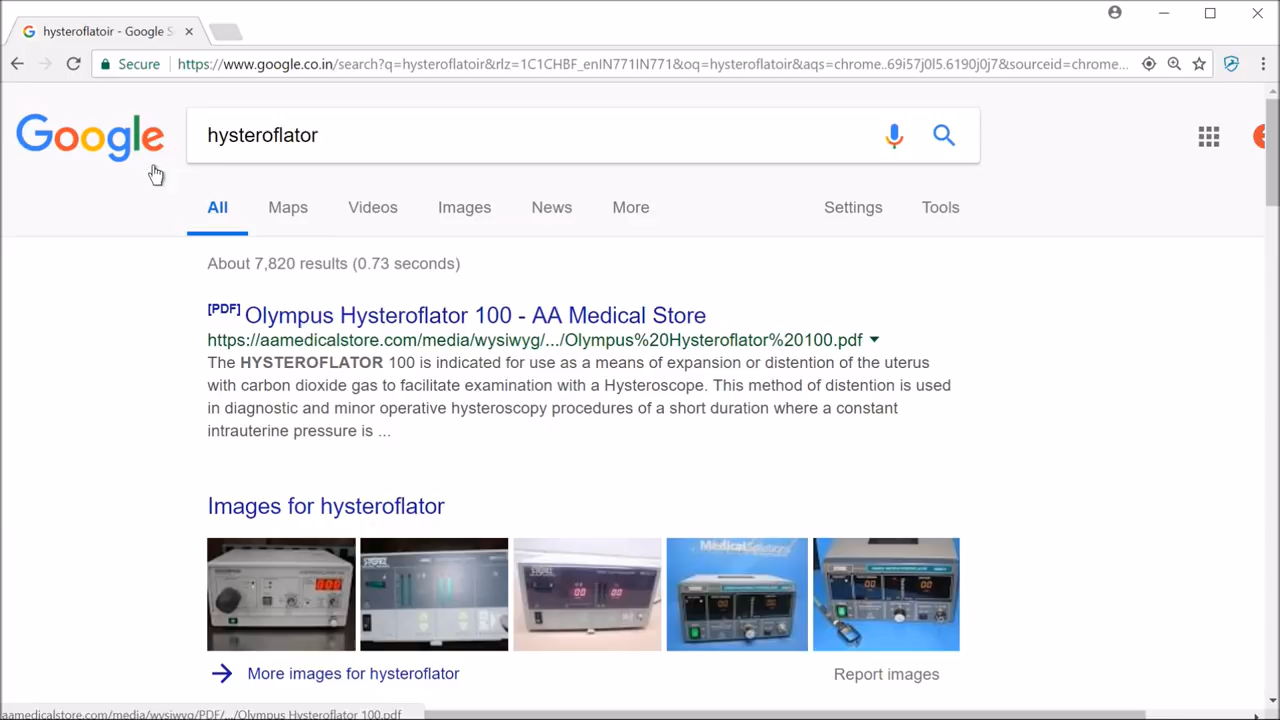 hysteroflatoir - Google S
Secure https://www.google.co.in/search?q=hysteroflatoir&rlz=1C1CHBF_enIN771IN771&oq=hysteroflatoir&aqs=chrome..69i57j0l5.6190j0j7&sourceid=chrome...
Google
hysteroflator
All Maps Videos Images News More Settings Tools
About 7,820 results (0.73 seconds)
[PDF] Olympus Hysteroflator 100 - AA Medical Store
https://aamedicalstore.com/media/wysiwyg/.../Olympus%20Hysteroflator%20100.pdf
The HYSTEROFLATOR 100 is indicated for use as a means of expansion or distention of the uterus
with carbon dioxide gas to facilitate examination with a Hysteroscope. This method of distention is used
in diagnostic and minor operative hysteroscopy procedures of a short duration where a constant
intrauterine pressure is ...
Images for hysteroflator
STORZ
STORZ
MedicalSolutions
More images for hysteroflator
Report images
aamedicalstore.com/media/wysiwyg/PDF/.../Olympus Hysteroflator 100.pdf